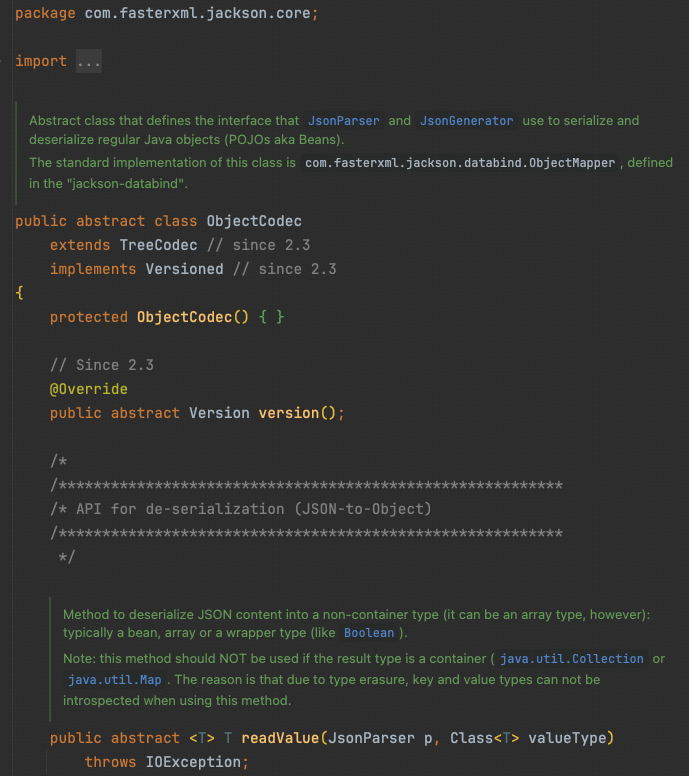 package com.fasterxml.jackson.core;
import ...
Abstract class that defines the interface that JsonParser and JsonGenerator use to serialize and
deserialize regular Java objects (POJOs aka Beans).
The standard implementation of this class is com.fasterxml.jackson.databind.ObjectMapper , defined
in the "jackson-databind".
public abstract class ObjectCodec
extends TreeCodec // since 2.3
implements Versioned // since 2.3
{
protected ObjectCodec() { }
// Since 2.3
@Override
public abstract Version version();
/*
/**********************************************************
/* API for de-serialization (JSON-to-Object)
/**********************************************************
*/
Method to deserialize JSON content into a non-container type (it can be an array type, however):
typically a bean, array or a wrapper type (like Boolean ).
Note: this method should NOT be used if the result type is a container ( java.util.Collection or
java.util.Map . The reason is that due to type erasure, key and value types can not be
introspected when using this method.
public abstract <T> T readValue(JsonParser p, Class<T> valueType)
throws IOException;